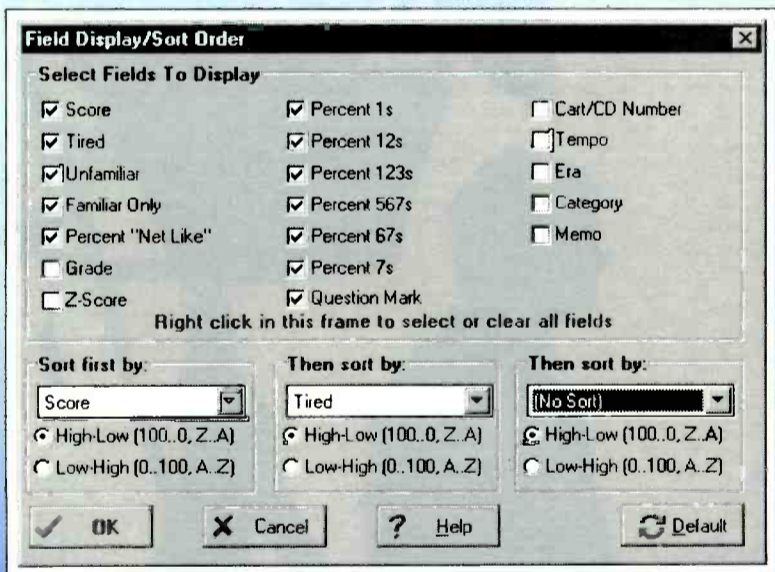 Field Display/Sort Order
Select Fields To Display
Score
Tired
Unfamiliar
Familiar Only
Percent "Net Like"
Grade
Z-Score
Percent 1s
Percent 12s
Percent 123s
Percent 567s
Percent 67s
Percent 7s
Question Mark
Cart/CD Number
Tempo
Era
Category
Memo
Right click in this frame to select or clear all fields
Sort first by:
Score
High-Low (100..0, Z..A)
Low-High (0..100, A..Z)
Then sort by:
Tired
High-Low (100..0, Z..A)
Low-High (0..100, A..Z)
Then sort by:
(No Sort)
High-Low (100..0, Z..A)
Low-High (0..100, A..Z)
OK
Cancel
? Help
Default